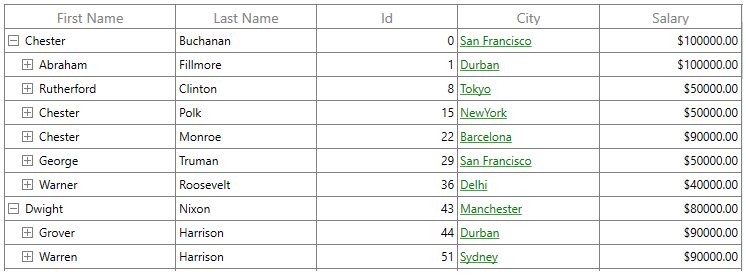 First Name Last Name Id City Salary
Chester Buchanan 0 San Francisco $100000.00
Abraham Fillmore 1 Durban $100000.00
Rutherford Clinton 8 Tokyo $50000.00
Chester Polk 15 NewYork $50000.00
Chester Monroe 22 Barcelona $90000.00
George Truman 29 San Francisco $50000.00
Warner Roosevelt 36 Delhi $40000.00
Dwight Nixon 43 Manchester $80000.00
Grover Harrison 44 Durban $90000.00
Warren Harrison 51 Sydney $90000.00